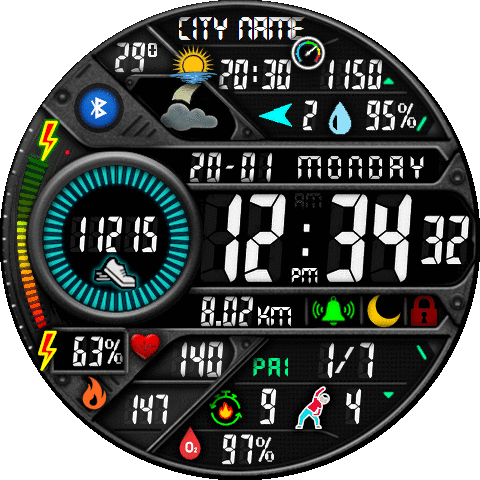 CITY NAME
29°
20:30 1150
2 95%
20-01 MONDAY
11215
AM
12:34 32
PM
8.02 KM
63%
140 PAI 1/7
147 9 4
O2 97%